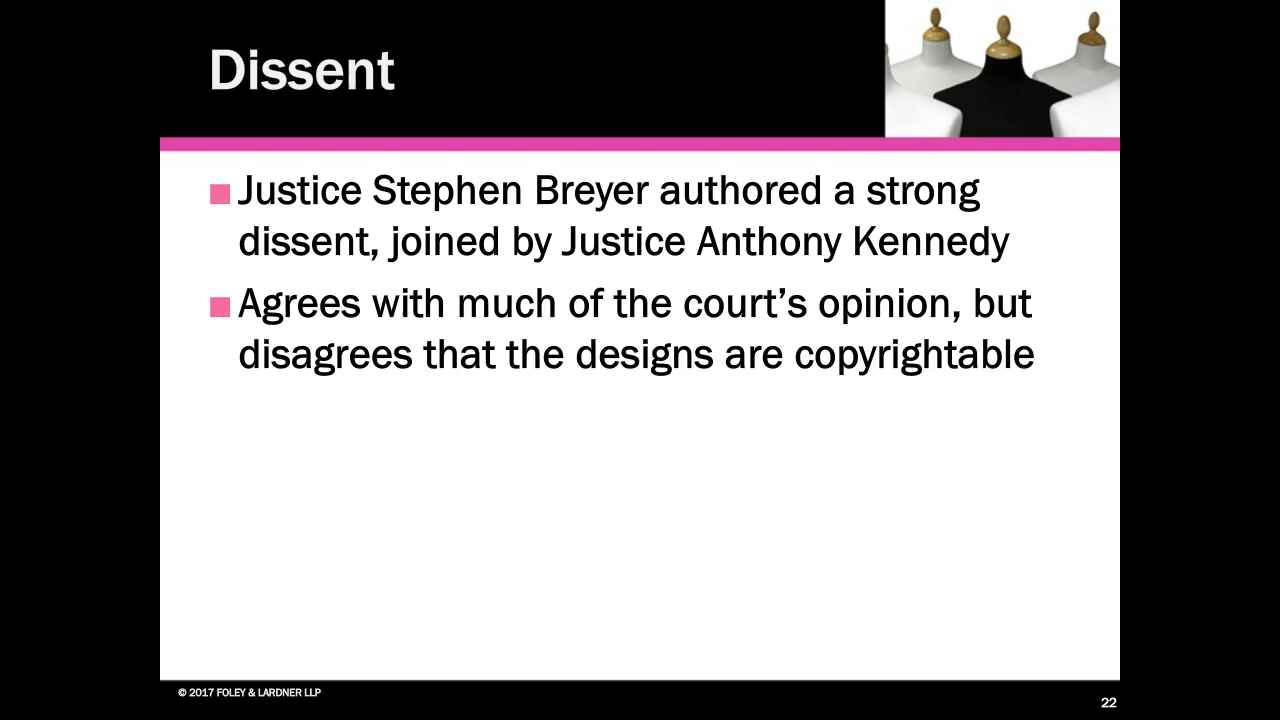 Dissent
■ Justice Stephen Breyer authored a strong
dissent, joined by Justice Anthony Kennedy
■ Agrees with much of the court’s opinion, but
disagrees that the designs are copyrightable
© 2017 FOLEY & LARDNER LLP
22